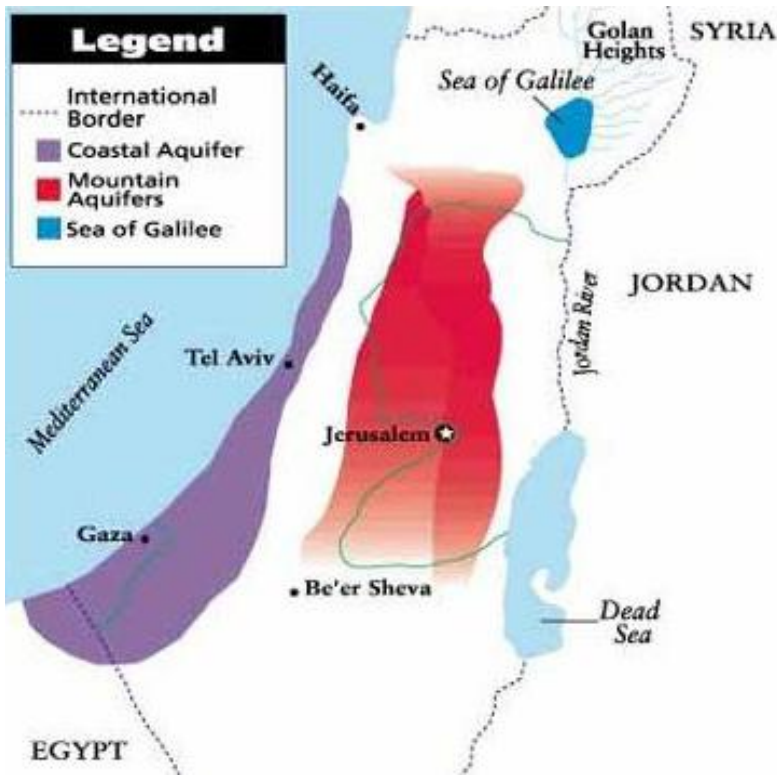 Legend
International
Border
Coastal Aquifer
Mountain
Aquifers
Sea of Galilee
Golan
Heights
SYRIA
Haifa
Sea of Galilee
JORDAN
Jordan River
Mediterranean Sea
Tel Aviv
Jerusalem
Gaza
Be'er Sheva
Dead
Sea
EGYPT